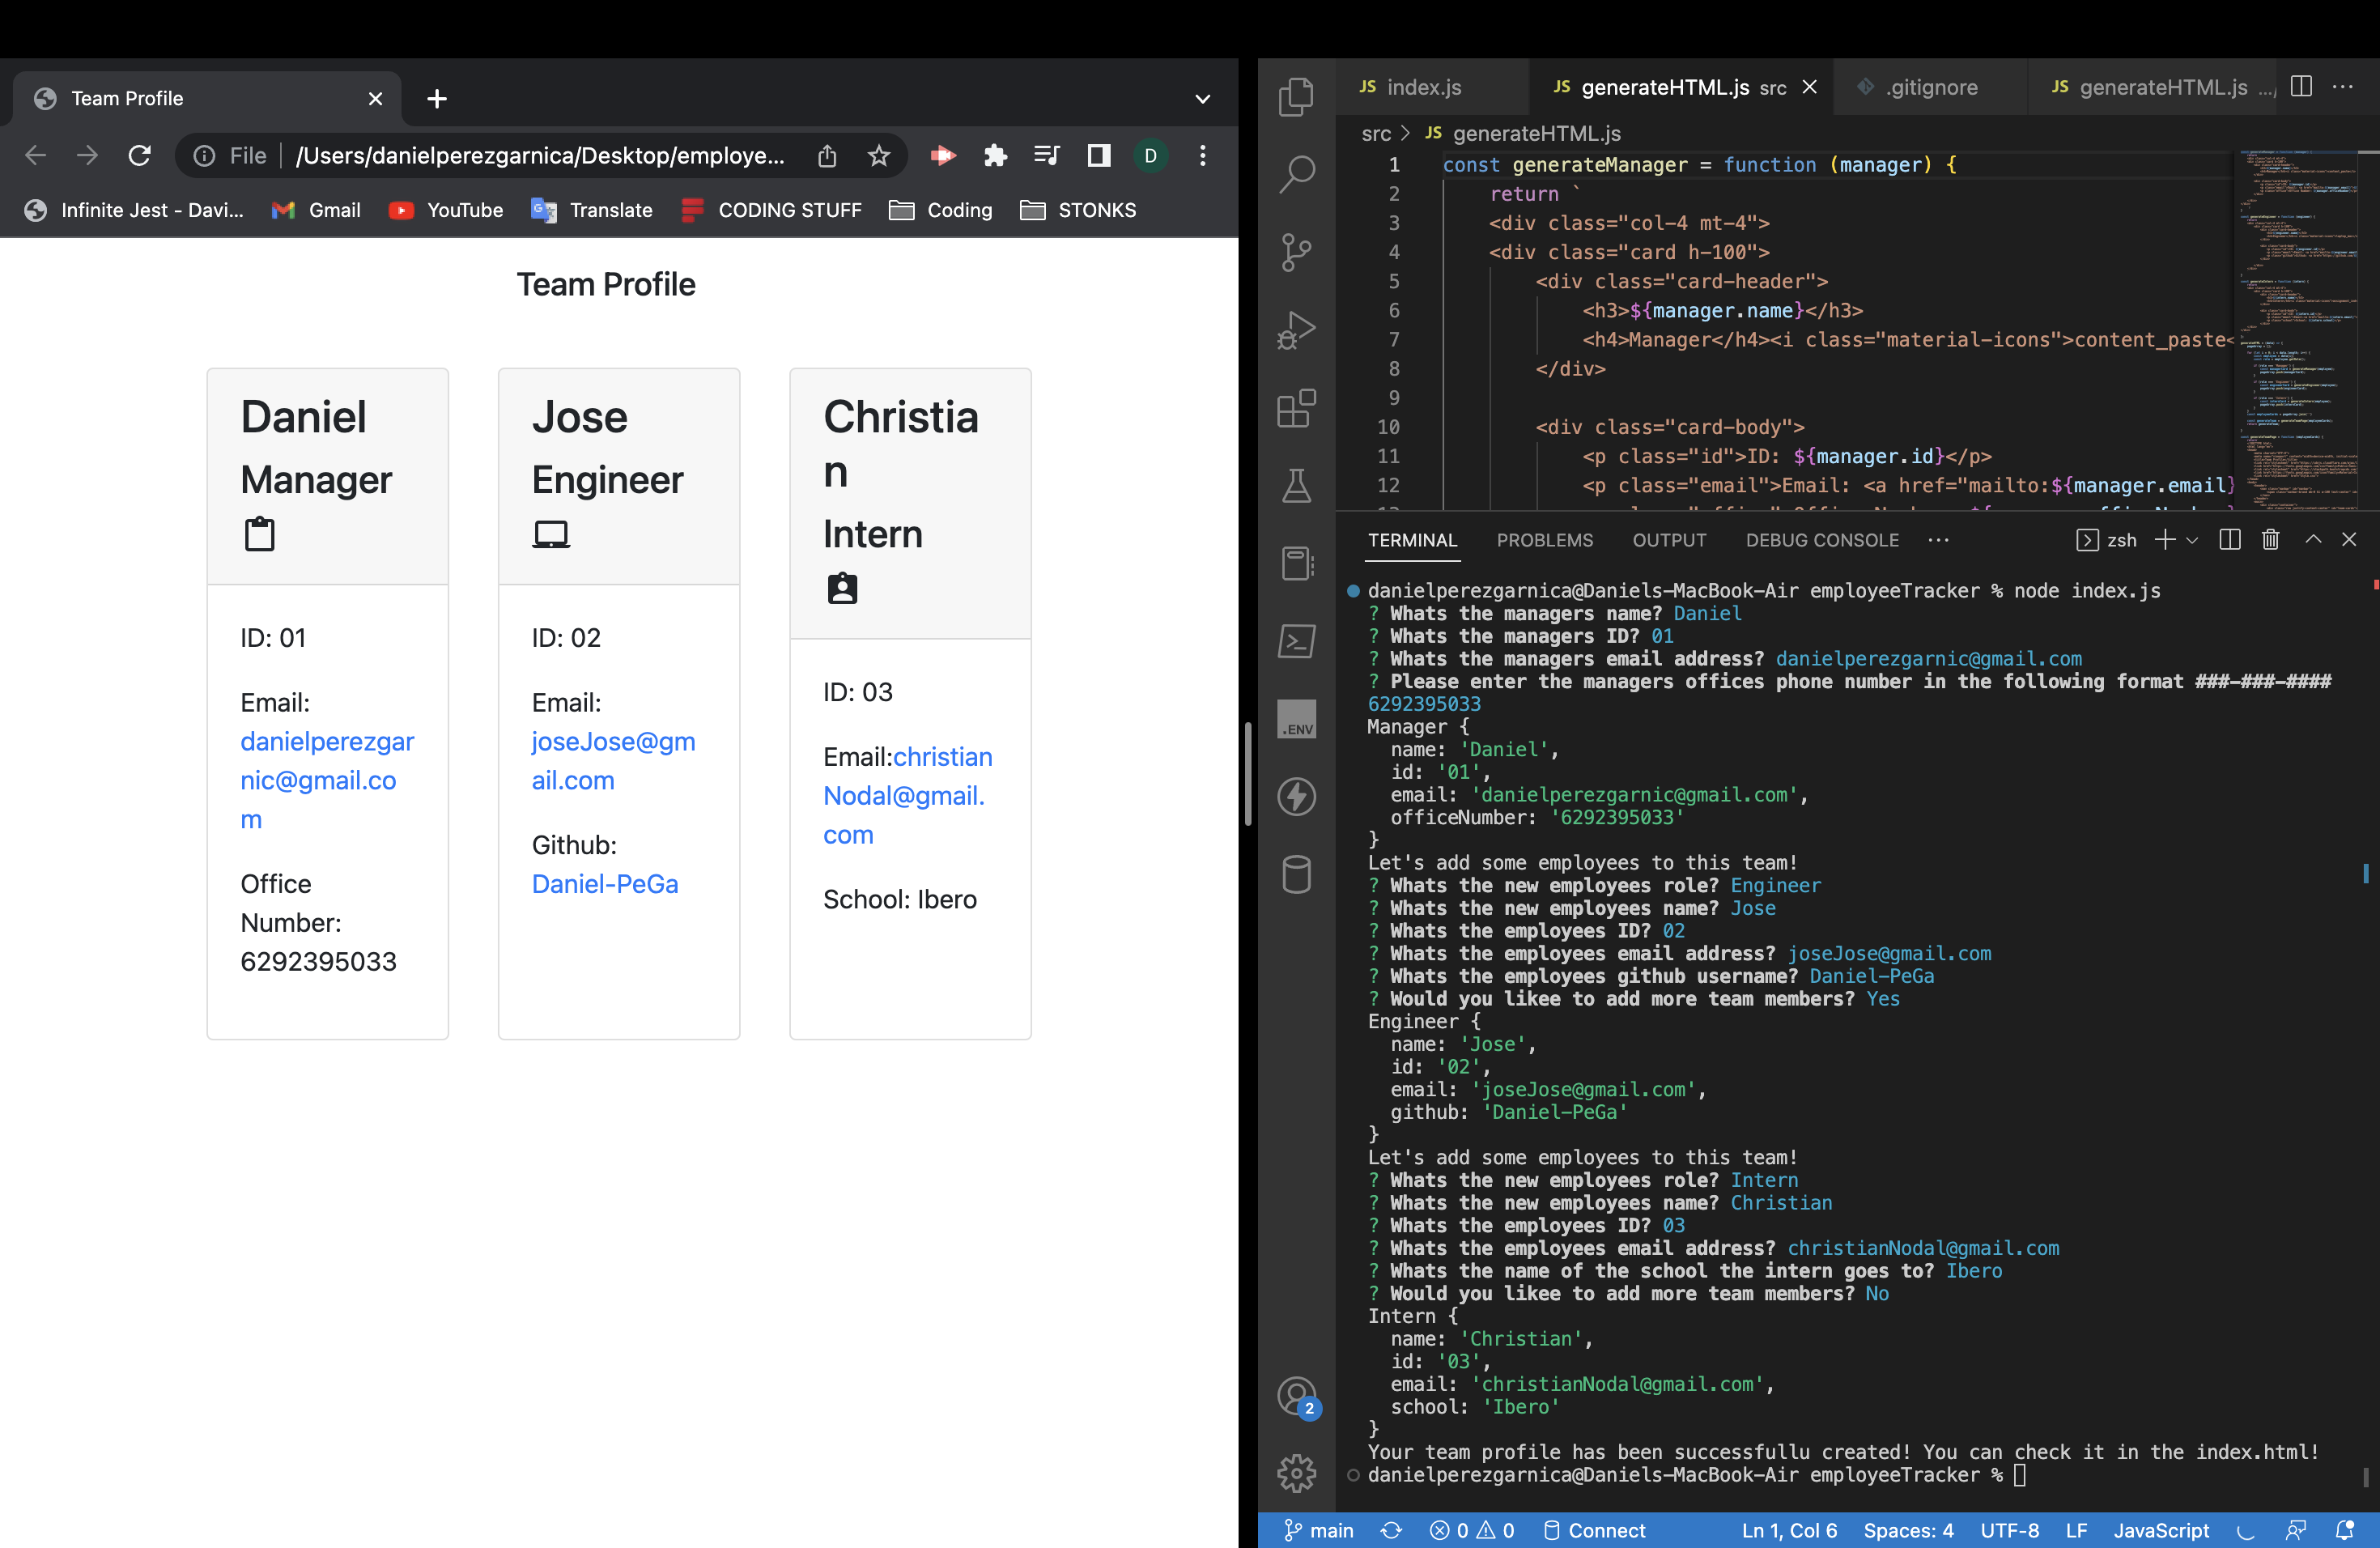 Team Profile
File
/Users/danielperezgarnica/Desktop/employe...
D
Infinite Jest - Davi...
Gmail
YouTube
Translate
CODING STUFF
Coding
STONKS
Team Profile
Daniel
Manager
ID: 01
Email:
danielperezgar
nic@gmail.co
m
Office
Number:
6292395033
Jose
Engineer
ID: 02
Email:
joseJose@gm
ail.com
Github:
Daniel-PeGa
Christia
n
Intern
ID: 03
Email:christian
Nodal@gmail.
com
School: Ibero
JS index.js
JS generateHTML.js src
.gitignore
JS generateHTML.js .../
src > JS generateHTML.js
1 const generateManager = function (manager) {
2 return `
3 <div class="col-4 mt-4">
4 <div class="card h-100">
5 <div class="card-header">
6 <h3>${manager.name}</h3>
7 <h4>Manager</h4><i class="material-icons">content_paste<
8 </div>
9
10 <div class="card-body">
11 <p class="id">ID: ${manager.id}</p>
12 <p class="email">Email: <a href="mailto:${manager.email}
.ENV
2
TERMINAL PROBLEMS OUTPUT DEBUG CONSOLE ...
zsh
danielperezgarnica@Daniels-MacBook-Air employeeTracker % node index.js
? Whats the managers name? Daniel
? Whats the managers ID? 01
? Whats the managers email address? danielperezgarnic@gmail.com
? Please enter the managers offices phone number in the following format ###-###-####
6292395033
Manager {
name: 'Daniel',
id: '01',
email: 'danielperezgarnic@gmail.com',
officeNumber: '6292395033'
}
Let's add some employees to this team!
? Whats the new employees role? Engineer
? Whats the new employees name? Jose
? Whats the employees ID? 02
? Whats the employees email address? joseJose@gmail.com
? Whats the employees github username? Daniel-PeGa
? Would you likee to add more team members? Yes
Engineer {
name: 'Jose',
id: '02',
email: 'joseJose@gmail.com',
github: 'Daniel-PeGa'
}
Let's add some employees to this team!
? Whats the new employees role? Intern
? Whats the new employees name? Christian
? Whats the employees ID? 03
? Whats the employees email address? christianNodal@gmail.com
? Whats the name of the school the intern goes to? Ibero
? Would you likee to add more team members? No
Intern {
name: 'Christian',
id: '03',
email: 'christianNodal@gmail.com',
school: 'Ibero'
}
Your team profile has been successfullu created! You can check it in the index.html!
danielperezgarnica@Daniels-MacBook-Air employeeTracker %
main 0 0 Connect Ln 1, Col 6 Spaces: 4 UTF-8 LF JavaScript